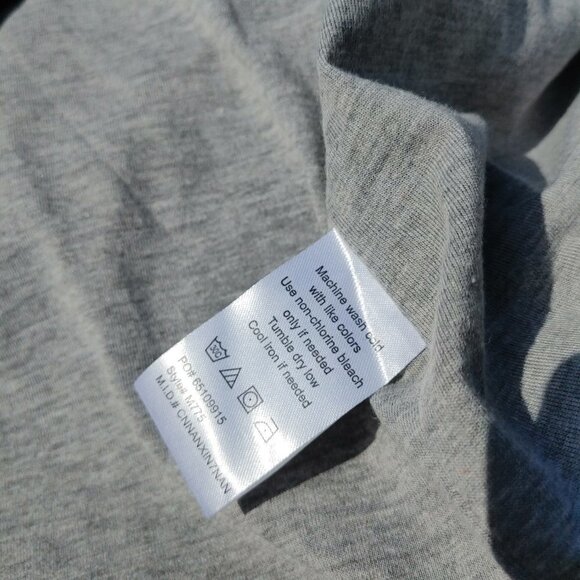 Machine wash cold
with like colors
Use non-chlorine bleach
only if needed
Tumble dry low
Cool Iron if needed
30C
PO# 65109915
Style# M775
M.I.D.# CNNANXIN7NAN